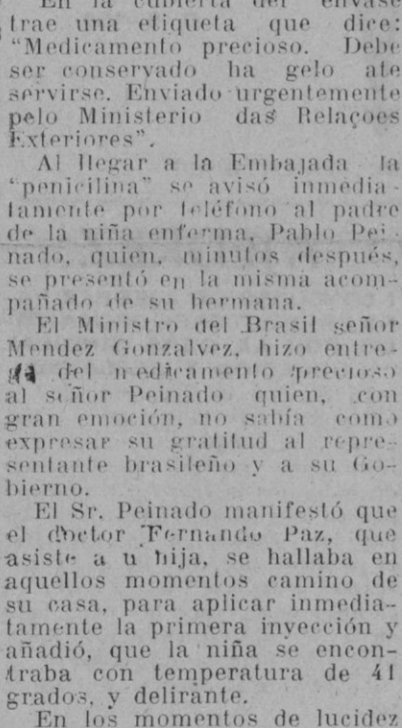 En la cubierta del envase
trae una etiqueta que dice:
"Medicamento precioso. Debe
ser conservado ha gelo ate
servirse. Enviado urgentemente
pelo Ministerio das Relaçoes
Exteriores".
Al llegar a la Embajada la
"penicilina" se avisó inmedia-
tamente por teléfono al padre
de la niña enferma, Pablo Pei-
nado, quien, minutos después,
se presentó en la misma acom-
pañado de su hermana.
El Ministro del Brasil señor
Mendez Gonzalvez, hizo entre-
ga del medicamento precioso
al señor Peinado quien, con
gran emoción, no sabía como
expresar su gratitud al repre-
sentante brasileño y a su Go-
bierno.
El Sr. Peinado manifestó que
el doctor Fernando Paz, que
asiste a u hija, se hallaba en
aquellos momentos camino de
su casa, para aplicar inmedia-
tamente la primera inyección y
añadió, que la niña se encon-
traba con temperatura de 41
grados, y delirante.
En los momentos de lucidez